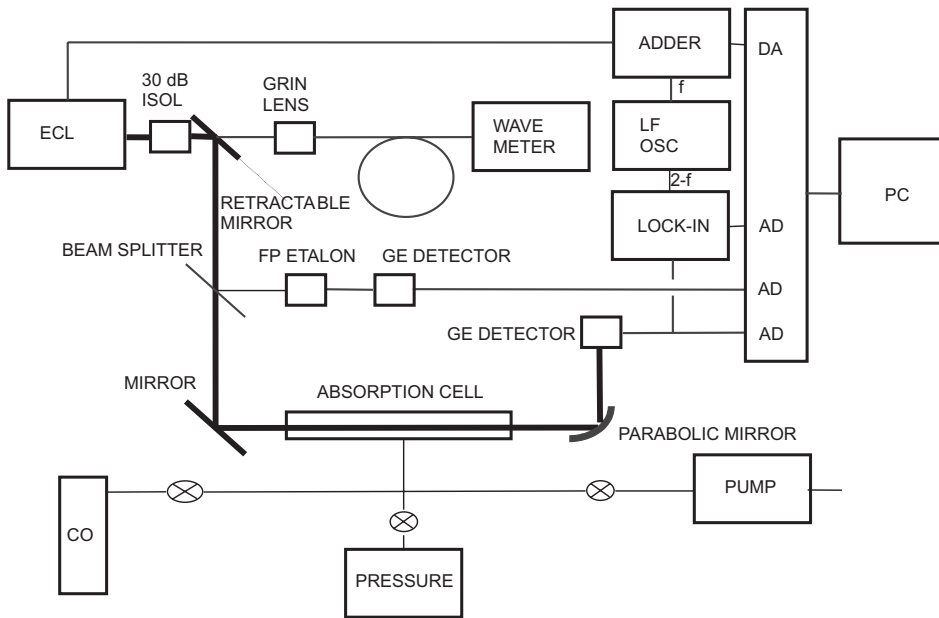 ADDER
DA
30 dB
ISOL
GRIN
LENS
f
ECL
WAVE
METER
LF
OSC
2-f
PC
RETRACTABLE
MIRROR
LOCK-IN
AD
BEAM SPLITTER
FP ETALON
GE DETECTOR
AD
GE DETECTOR
AD
MIRROR
ABSORPTION CELL
PARABOLIC MIRROR
PUMP
CO
PRESSURE